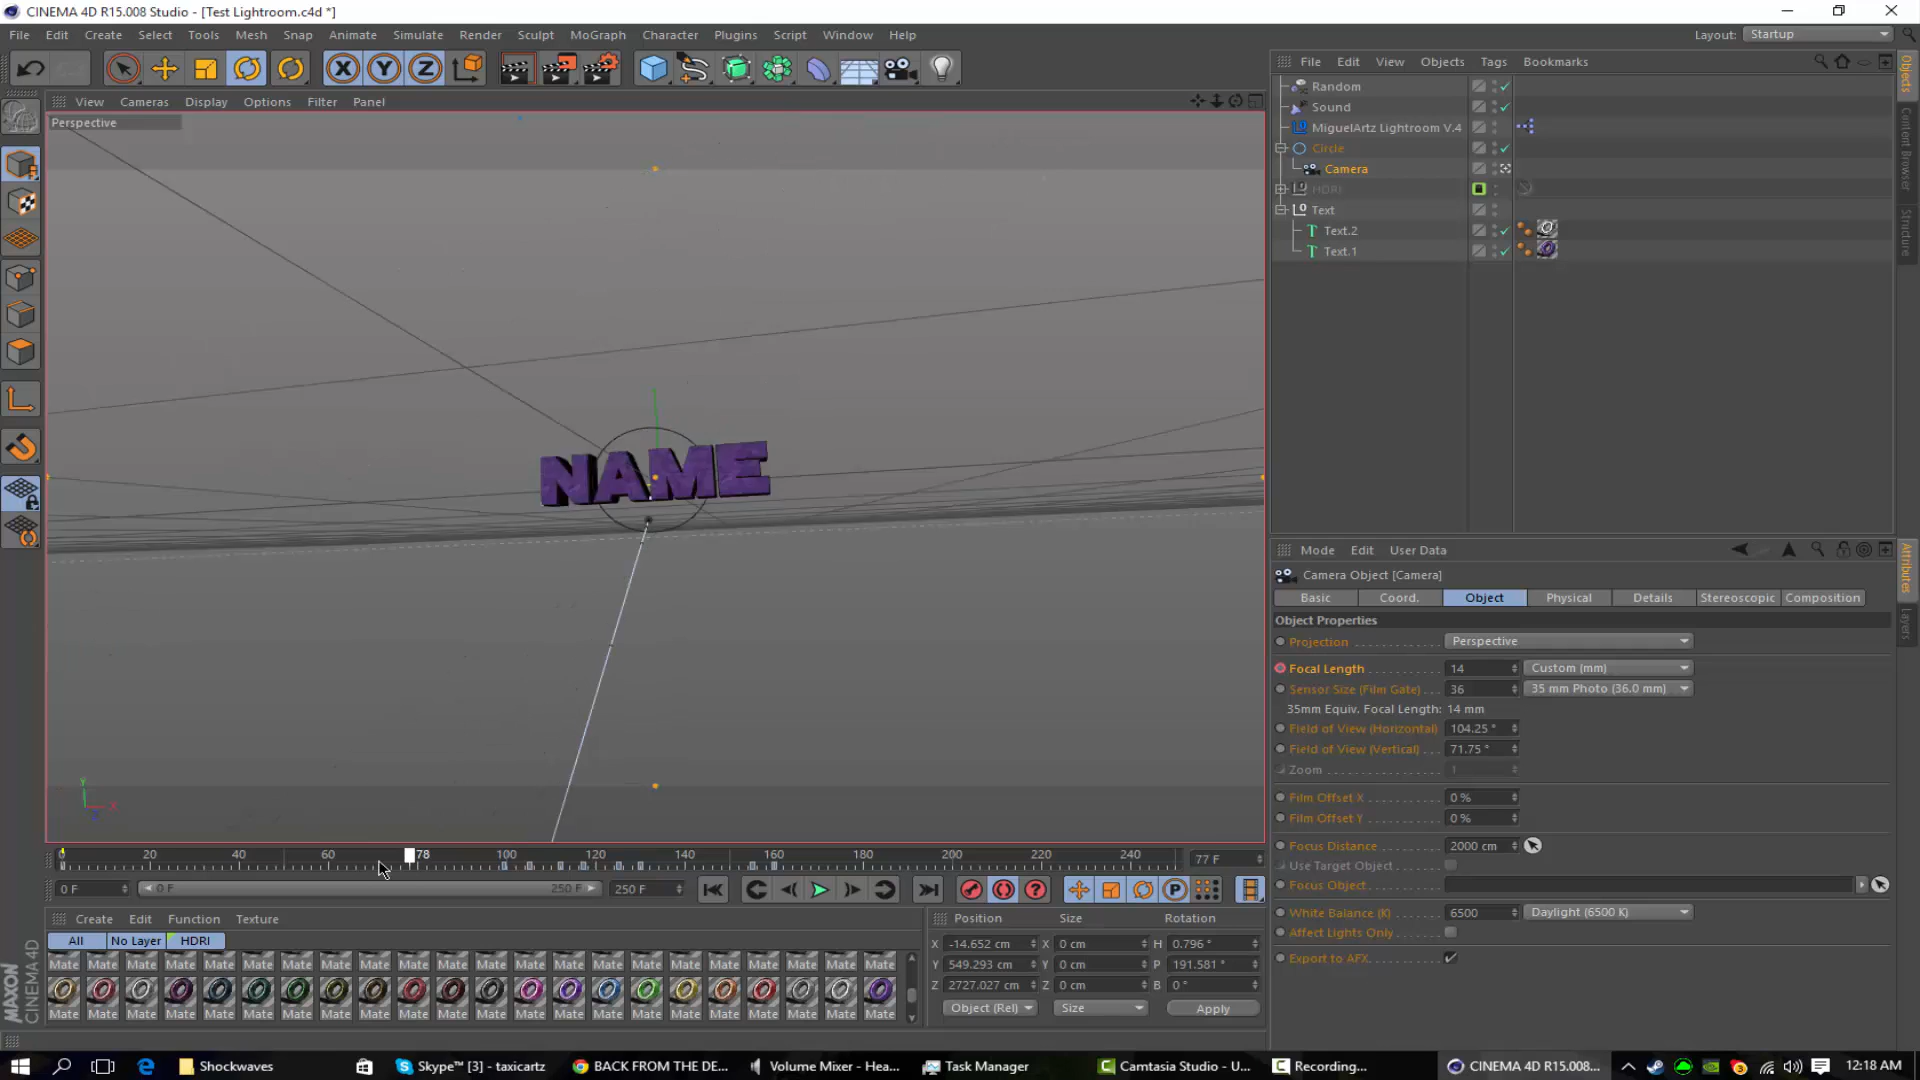 CINEMA 4D R15.008 Studio - [Test Lightroom.c4d *]
File Edit Create Select Tools Mesh Snap Animate Simulate Render Sculpt MoGraph Character Plugins Script Window Help
Layout: Startup
View Cameras Display Options Filter Panel
Perspective
NAME
File Edit View Objects Tags Bookmarks
Random
Sound
MiguelArtz Lightroom V.4
Circle
Camera
HDRI
Text
Text.2
Text.1
Objects
Content Browser
Structure
Mode Edit User Data
Camera Object [Camera]
Basic Coord. Object Physical Details Stereoscopic Composition
Object Properties
Projection Perspective
Focal Length 14 Custom (mm)
Sensor Size (Film Gate) 36 35 mm Photo (36.0 mm)
35mm Equiv. Focal Length: 14 mm
Field of View (Horizontal) 104.25 °
Field of View (Vertical) 71.75 °
Zoom 1
Film Offset X 0 %
Film Offset Y 0 %
Focus Distance 2000 cm
Use Target Object
Focus Object
White Balance (K) 6500 Daylight (6500 K)
Affect Lights Only
Export to AFX
Attributes
Layers
Y X Z
0 20 40 60 78 100 120 140 160 180 200 220 240 77 F
0 F 0 F 250 F 250 F
Create Edit Function Texture
All No Layer HDRI
Mate Mate Mate Mate Mate Mate Mate Mate Mate Mate Mate Mate Mate Mate Mate Mate Mate Mate Mate Mate Mate Mate
Mate Mate Mate Mate Mate Mate Mate Mate Mate Mate Mate Mate Mate Mate Mate Mate Mate Mate Mate Mate Mate Mate
MAXON CINEMA 4D
Position Size Rotation
X -14.652 cm X 0 cm H 0.796 °
Y 549.293 cm Y 0 cm P 191.581 °
Z 2727.027 cm Z 0 cm B 0 °
Object (Rel) Size Apply
Shockwaves
Skype™ [3] - taxicartz
BACK FROM THE DE...
Volume Mixer - Hea...
Task Manager
Camtasia Studio - U...
Recording...
CINEMA 4D R15.008...
12:18 AM